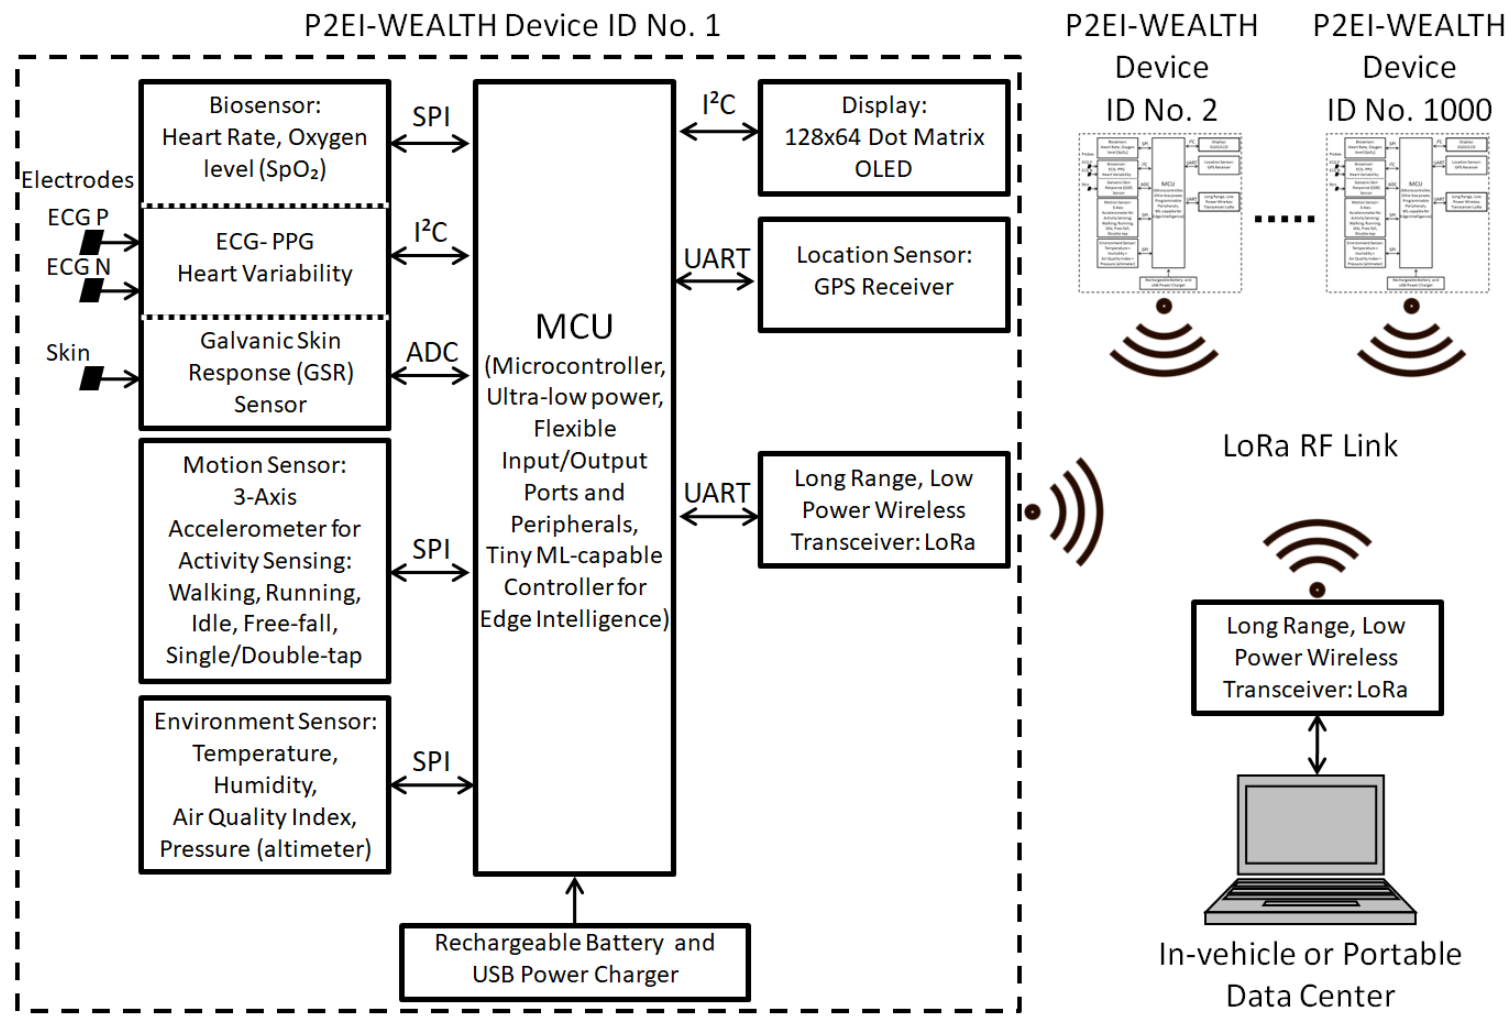 P2EI-WEALTH Device ID No. 1
Biosensor:
Heart Rate, Oxygen
level (SpO₂)
SPI
Electrodes
ECG P
ECG N
ECG- PPG
Heart Variability
I²C
Skin
Galvanic Skin
Response (GSR)
Sensor
ADC
Motion Sensor:
3-Axis
Accelerometer for
Activity Sensing:
Walking, Running,
Idle, Free-fall,
Single/Double-tap
SPI
Environment Sensor:
Temperature,
Humidity,
Air Quality Index,
Pressure (altimeter)
SPI
MCU
(Microcontroller,
Ultra-low power,
Flexible
Input/Output
Ports and
Peripherals,
Tiny ML-capable
Controller for
Edge Intelligence)
Rechargeable Battery and
USB Power Charger
I²C
Display:
128x64 Dot Matrix
OLED
UART
Location Sensor:
GPS Receiver
UART
Long Range, Low
Power Wireless
Transceiver: LoRa
P2EI-WEALTH
Device
ID No. 2
P2EI-WEALTH
Device
ID No. 1000
LoRa RF Link
Long Range, Low
Power Wireless
Transceiver: LoRa
In-vehicle or Portable
Data Center